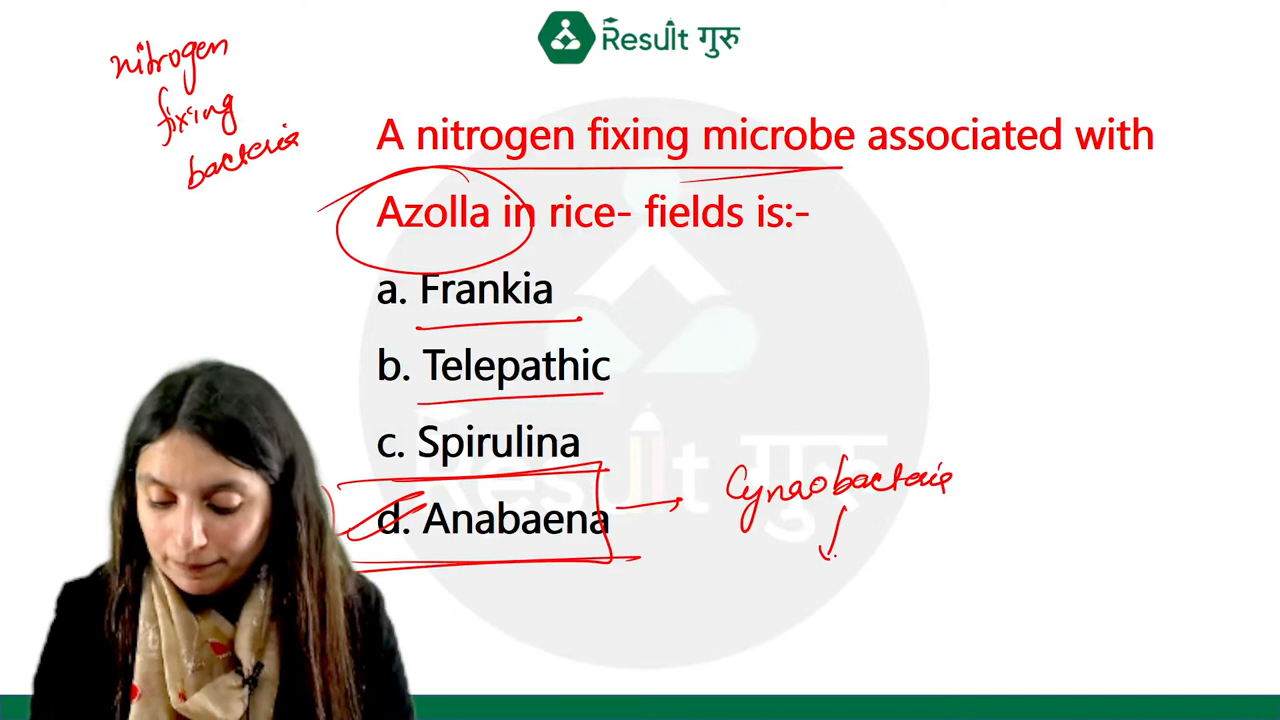 Result गुरु
nitrogen
fixing
bacteria
A nitrogen fixing microbe associated with
Azolla in rice- fields is:-
a. Frankia
b. Telepathic
c. Spirulina
d. Anabaena
Cynaobacteria
Result गुरु